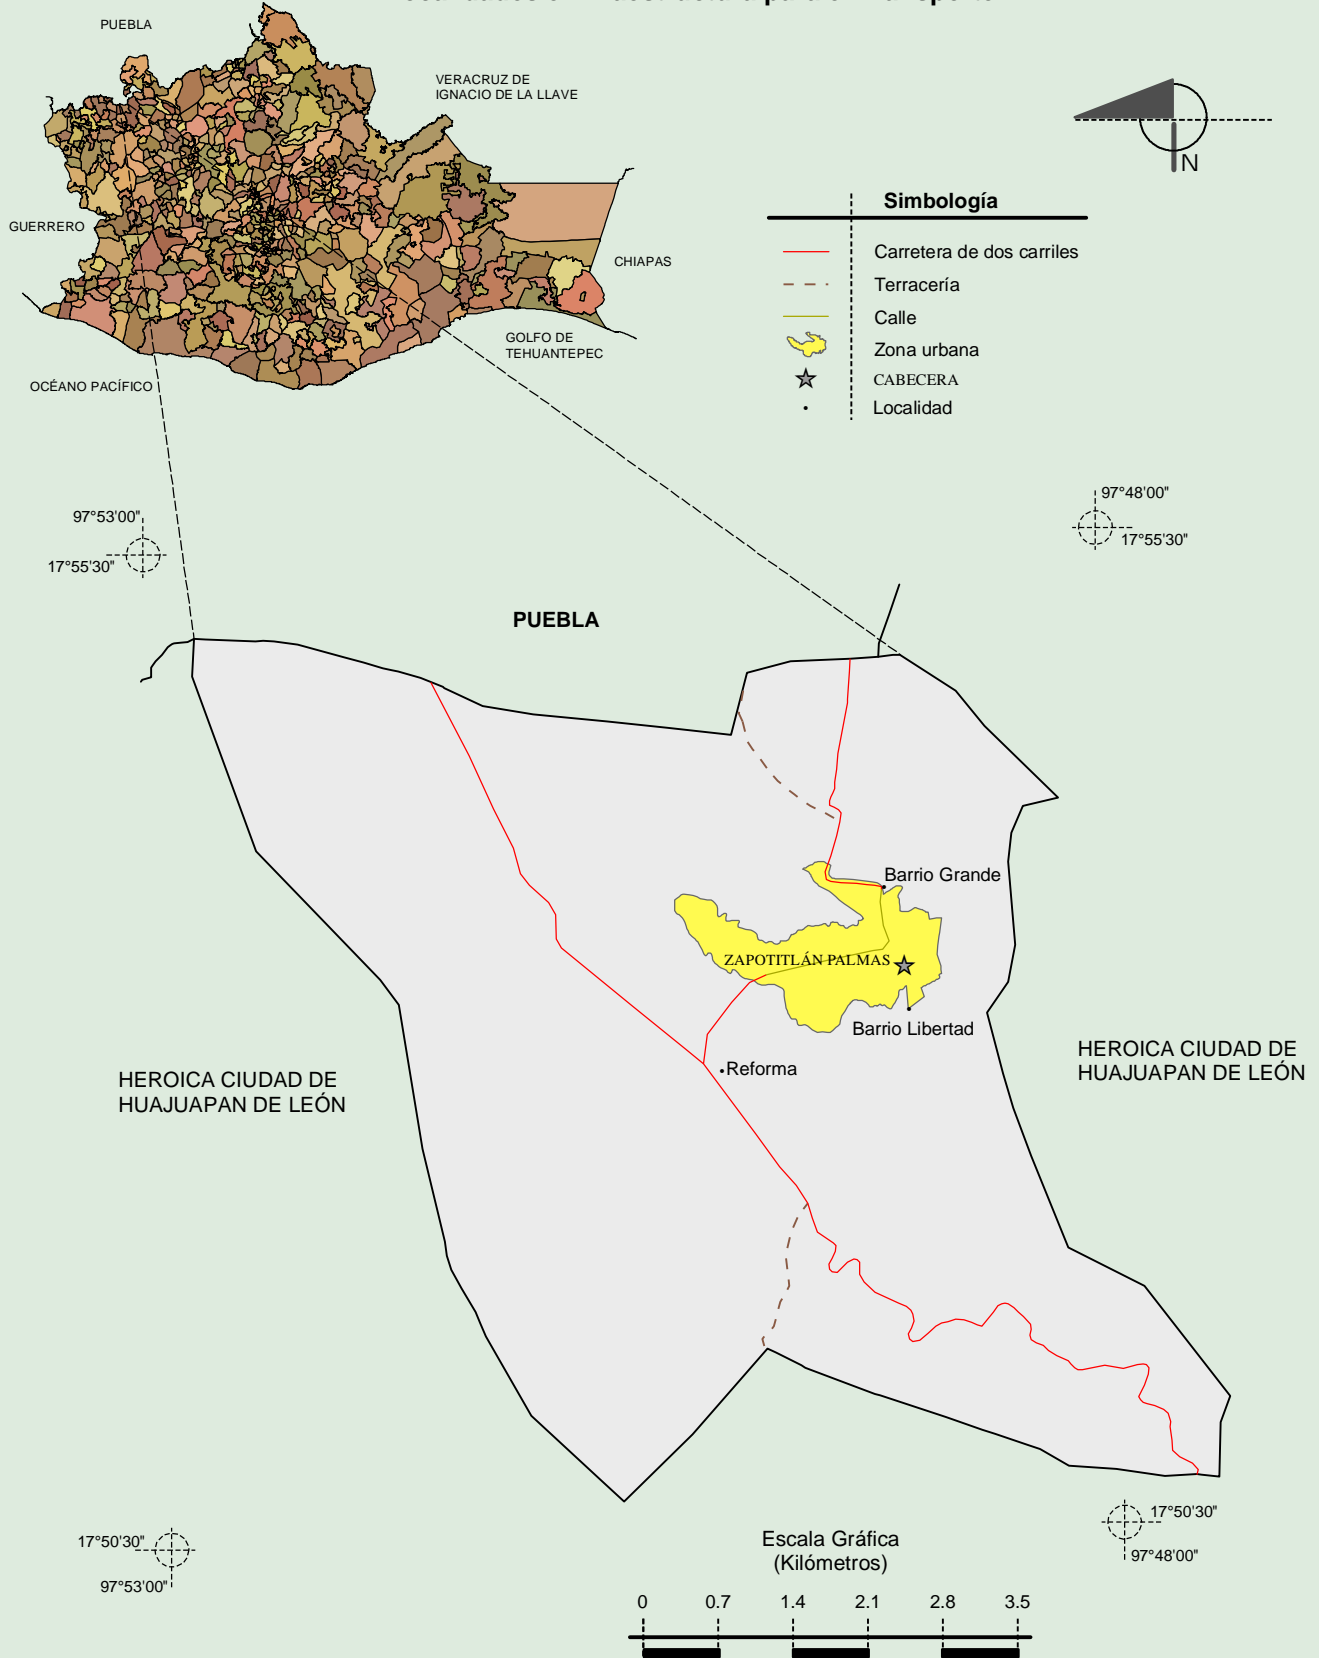 PUEBLA
VERACRUZ DE
IGNACIO DE LA LLAVE
GUERRERO
CHIAPAS
GOLFO DE
TEHUANTEPEC
OCÉANO PACÍFICO
N
Simbología
Carretera de dos carriles
Terracería
Calle
Zona urbana
CABECERA
Localidad
97°53'00"
17°55'30"
97°48'00"
17°55'30"
PUEBLA
Barrio Grande
ZAPOTITLÁN PALMAS
Barrio Libertad
Reforma
HEROICA CIUDAD DE
HUAJUAPAN DE LEÓN
HEROICA CIUDAD DE
HUAJUAPAN DE LEÓN
17°50'30"
97°53'00"
17°50'30"
97°48'00"
Escala Gráfica
(Kilómetros)
0 0.7 1.4 2.1 2.8 3.5